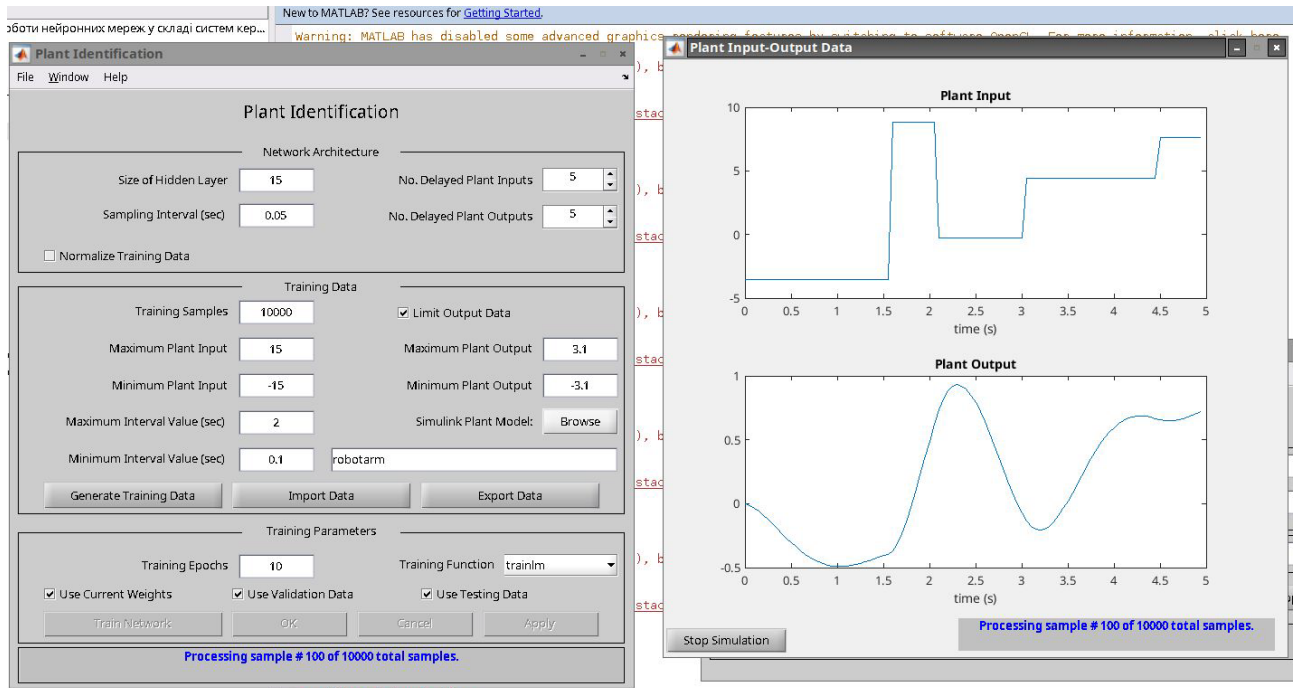 New to MATLAB? See resources for Getting Started.
оботи нейронних мереж у складі систем кер...
Warning: MATLAB has disabled some advanced graphics rendering features by switching to software OpenGL. For more information, click here
Plant Identification
File Window Help
Plant Identification
Network Architecture
Size of Hidden Layer 15 No. Delayed Plant Inputs 5
Sampling Interval (sec) 0.05 No. Delayed Plant Outputs 5
Normalize Training Data
Training Data
Training Samples 10000 Limit Output Data
Maximum Plant Input 15 Maximum Plant Output 3.1
Minimum Plant Input -15 Minimum Plant Output -3.1
Maximum Interval Value (sec) 2 Simulink Plant Model: Browse
Minimum Interval Value (sec) 0.1 robotarm
Generate Training Data Import Data Export Data
Training Parameters
Training Epochs 10 Training Function trainlm
Use Current Weights Use Validation Data Use Testing Data
Train Network OK Cancel Apply
Processing sample # 100 of 10000 total samples.
), b
stac
), b
stac
), b
stac
), b
stac
), b
stac
Plant Input-Output Data
Plant Input
10
5
0
-5
0 0.5 1 1.5 2 2.5 3 3.5 4 4.5 5
time (s)
Plant Output
1
0.5
0
-0.5
0 0.5 1 1.5 2 2.5 3 3.5 4 4.5 5
time (s)
Processing sample # 100 of 10000 total samples.
Stop Simulation